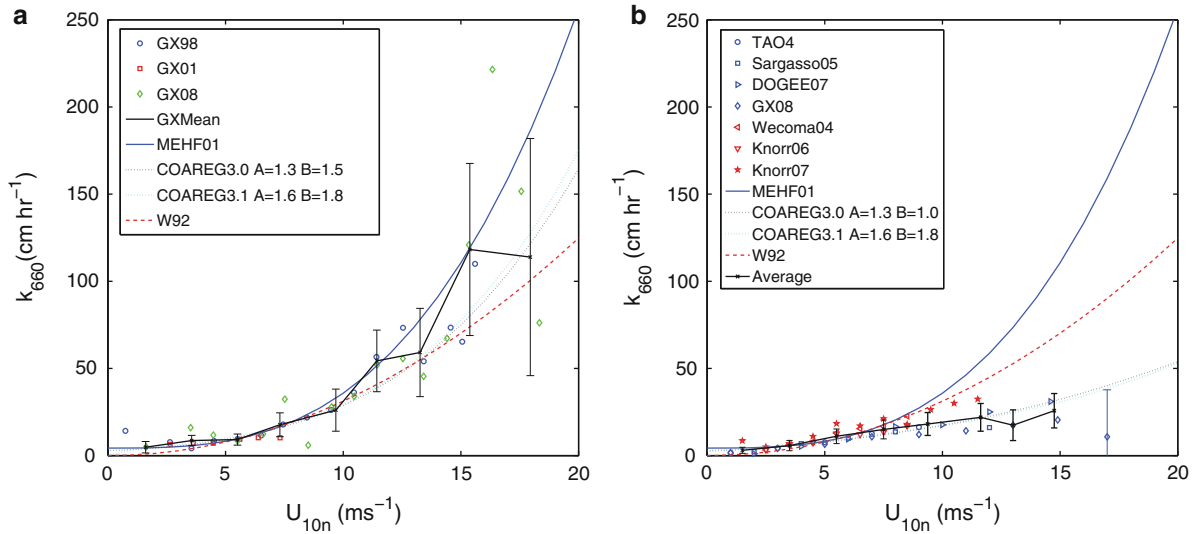 a
250
200
150
100
50
0
k660(cm hr−1)
0
5
10
15
20
U10n (ms−1)
GX98
GX01
GX08
GXMean
MEHF01
COAREG3.0 A=1.3 B=1.5
COAREG3.1 A=1.6 B=1.8
W92
b
250
200
150
100
50
0
k660(cm hr−1)
0
5
10
15
20
U10n (ms−1)
TAO4
Sargasso05
DOGEE07
GX08
Wecoma04
Knorr06
Knorr07
MEHF01
COAREG3.0 A=1.3 B=1.0
COAREG3.1 A=1.6 B=1.8
W92
Average